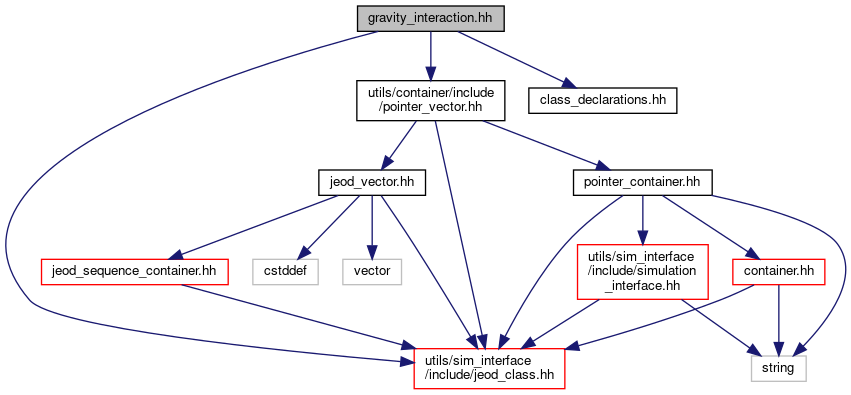 gravity_interaction.hh
utils/container/include
/pointer_vector.hh
class_declarations.hh
jeod_vector.hh
pointer_container.hh
jeod_sequence_container.hh
cstddef
vector
utils/sim_interface
/include/simulation
_interface.hh
container.hh
utils/sim_interface
/include/jeod_class.hh
string